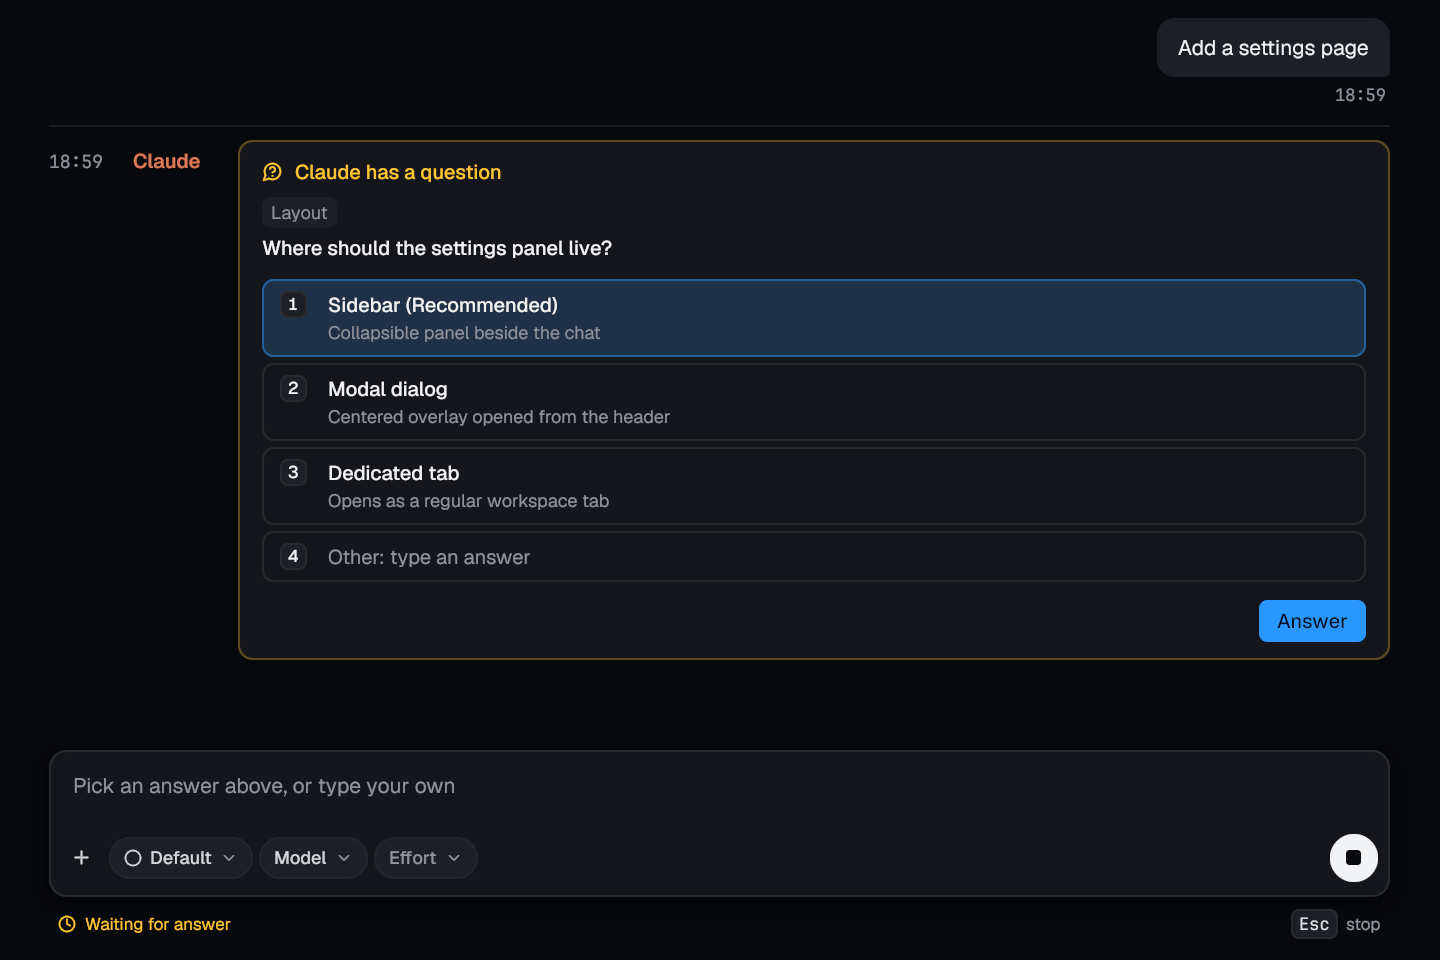 Add a settings page
18:59
18:59 Claude
Claude has a question
Layout
Where should the settings panel live?
1 Sidebar (Recommended)
Collapsible panel beside the chat
2 Modal dialog
Centered overlay opened from the header
3 Dedicated tab
Opens as a regular workspace tab
4 Other: type an answer
Answer
Pick an answer above, or type your own
Default Model Effort
Waiting for answer
Esc stop